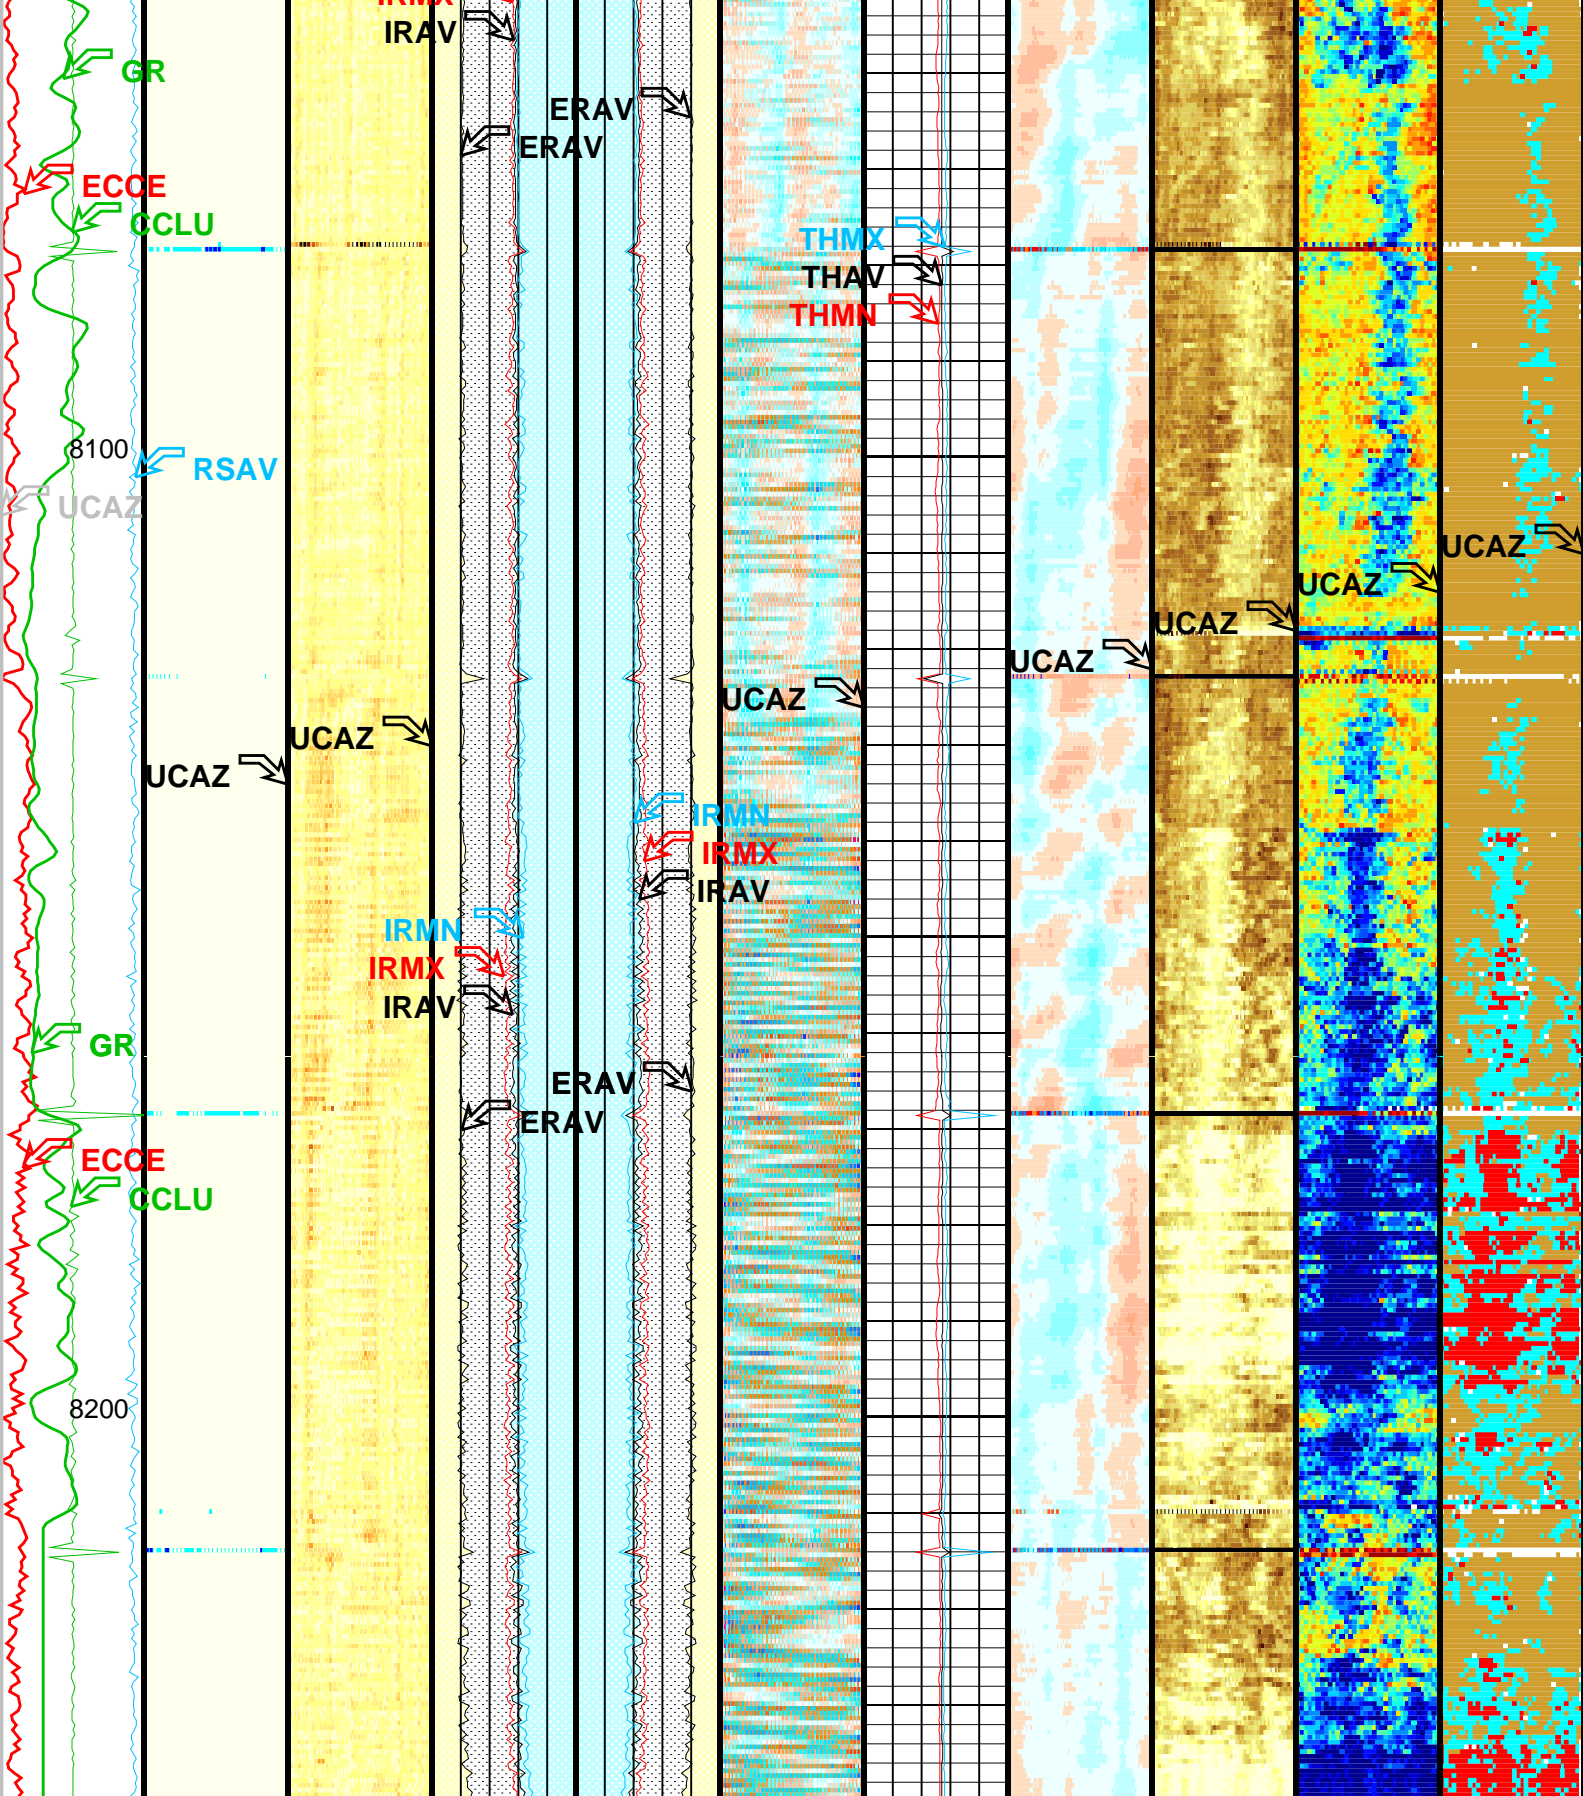 IRMX
IRAV
GR
ERAV
ERAV
ECCE
CCLU
THMX
THAV
THMN
8100
RSAV
UCAZ
UCAZ
UCAZ
UCAZ
UCAZ
UCAZ
UCAZ
UCAZ
IRMN
IRMX
IRAV
IRMN
IRMX
IRAV
GR
ERAV
ERAV
ECCE
CCLU
8200